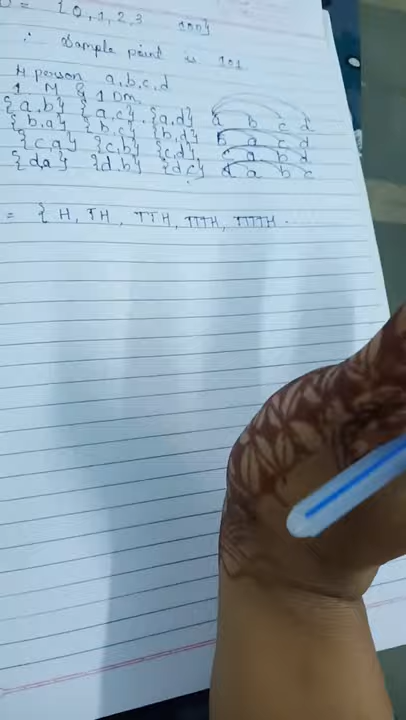 = { 0, 1, 2, 3 100}
∴ Sample point is 101
4 person a, b, c, d
1 M & 1 Dm.
{a,b} {a,c} {a,d} a b c d
{b,a} {b,c} {b,d} b a c d
{c,a} {c,b} {c,d} c a b d
{d,a} {d,b} {d,c} d a b c
= { H, TH, TTH, TTTH, TTTTH